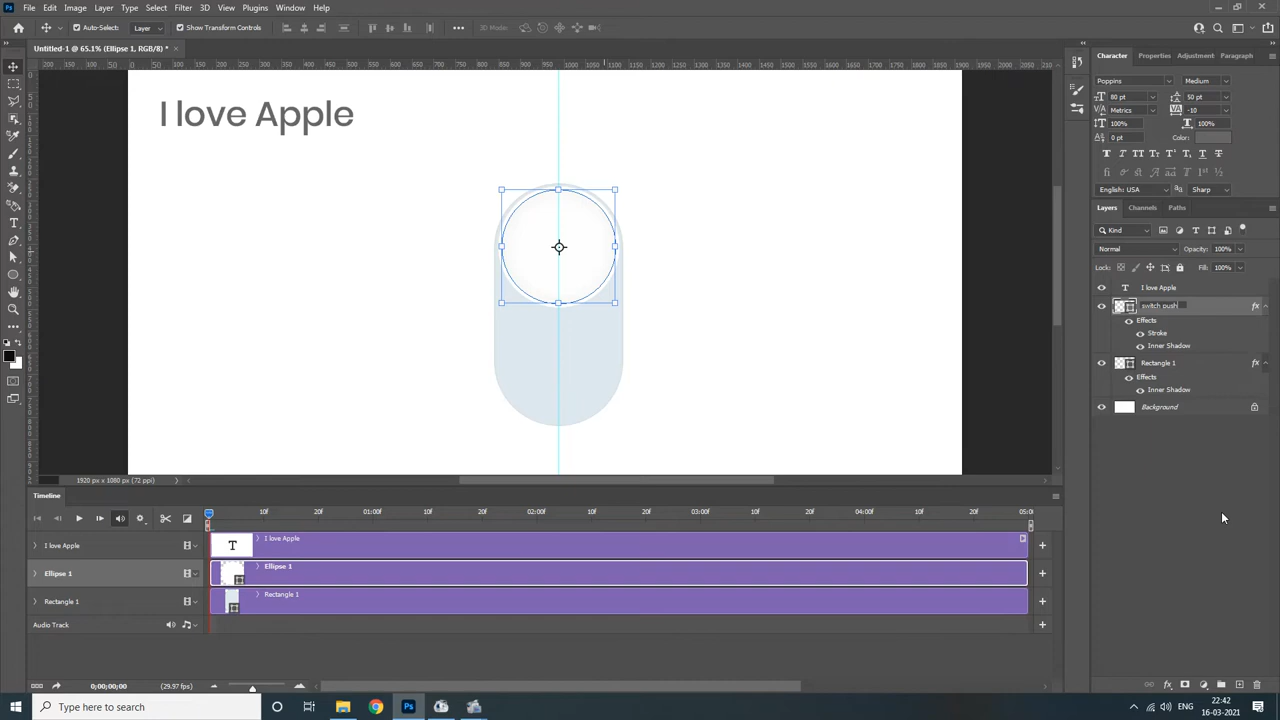 File Edit Image Layer Type Select Filter 3D View Plugins Window Help
Auto-Select: Layer Show Transform Controls 3D Mode:
Untitled-1 @ 65.1% (Ellipse 1, RGB/8) *
I love Apple
1920 px x 1080 px (72 ppi)
Character Properties Adjustment Paragraph
Poppins Medium
80 pt 50 pt
Metrics -10
100% 100%
0 pt Color:
English: USA Sharp
Layers Channels Paths
Kind
Normal Opacity: 100%
Lock: Fill: 100%
I love Apple
switch push
Effects
Stroke
Inner Shadow
Rectangle 1
Effects
Inner Shadow
Background
Timeline
10f 20f 01:00f 10f 20f 02:00f 10f 20f 03:00f 10f 20f 04:00f 10f 20f 05:0
I love Apple T I love Apple
Ellipse 1 Ellipse 1
Rectangle 1 Rectangle 1
Audio Track
0;00;00;00 (29.97 fps)
Type here to search
ENG
22:42
16-03-2021